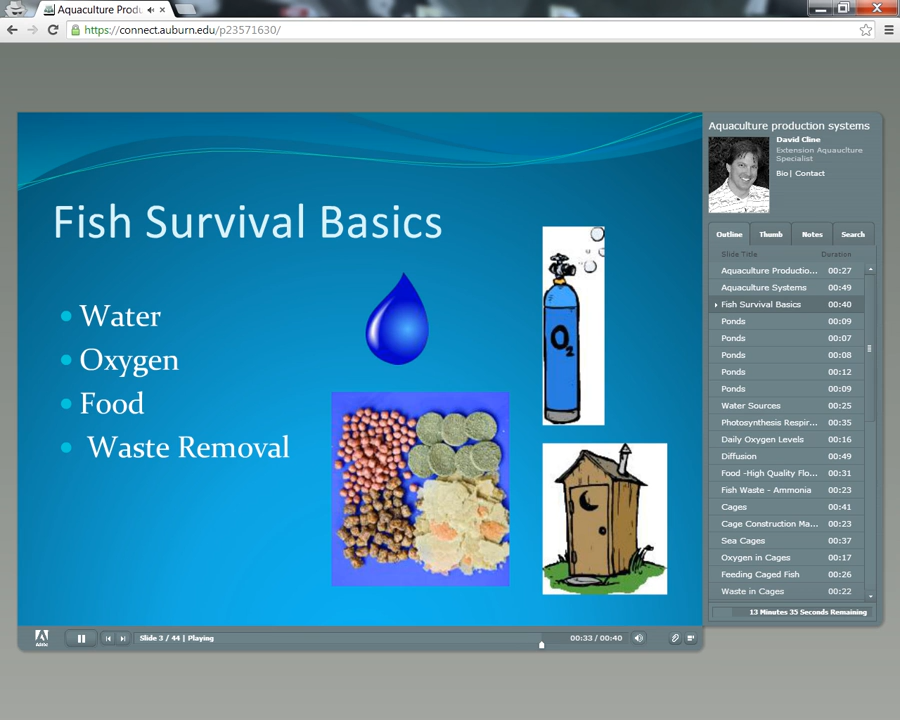 Aquaculture Produ
https://connect.auburn.edu/p23571630/
Fish Survival Basics
Water
Oxygen
Food
Waste Removal
O2
Aquaculture production systems
David Cline
Extension Aquauclture
Specialist
Bio| Contact
Outline Thumb Notes Search
Slide Title Duration
Aquaculture Productio... 00:27
Aquaculture Systems 00:49
Fish Survival Basics 00:40
Ponds 00:09
Ponds 00:07
Ponds 00:08
Ponds 00:12
Ponds 00:09
Water Sources 00:25
Photosynthesis Respir... 00:35
Daily Oxygen Levels 00:16
Diffusion 00:49
Food -High Quality Flo... 00:31
Fish Waste - Ammonia 00:23
Cages 00:41
Cage Construction Ma... 00:23
Sea Cages 00:37
Oxygen in Cages 00:17
Feeding Caged Fish 00:26
Waste in Cages 00:22
13 Minutes 35 Seconds Remaining
Adobe
Slide 3 / 44 | Playing
00:33 / 00:40